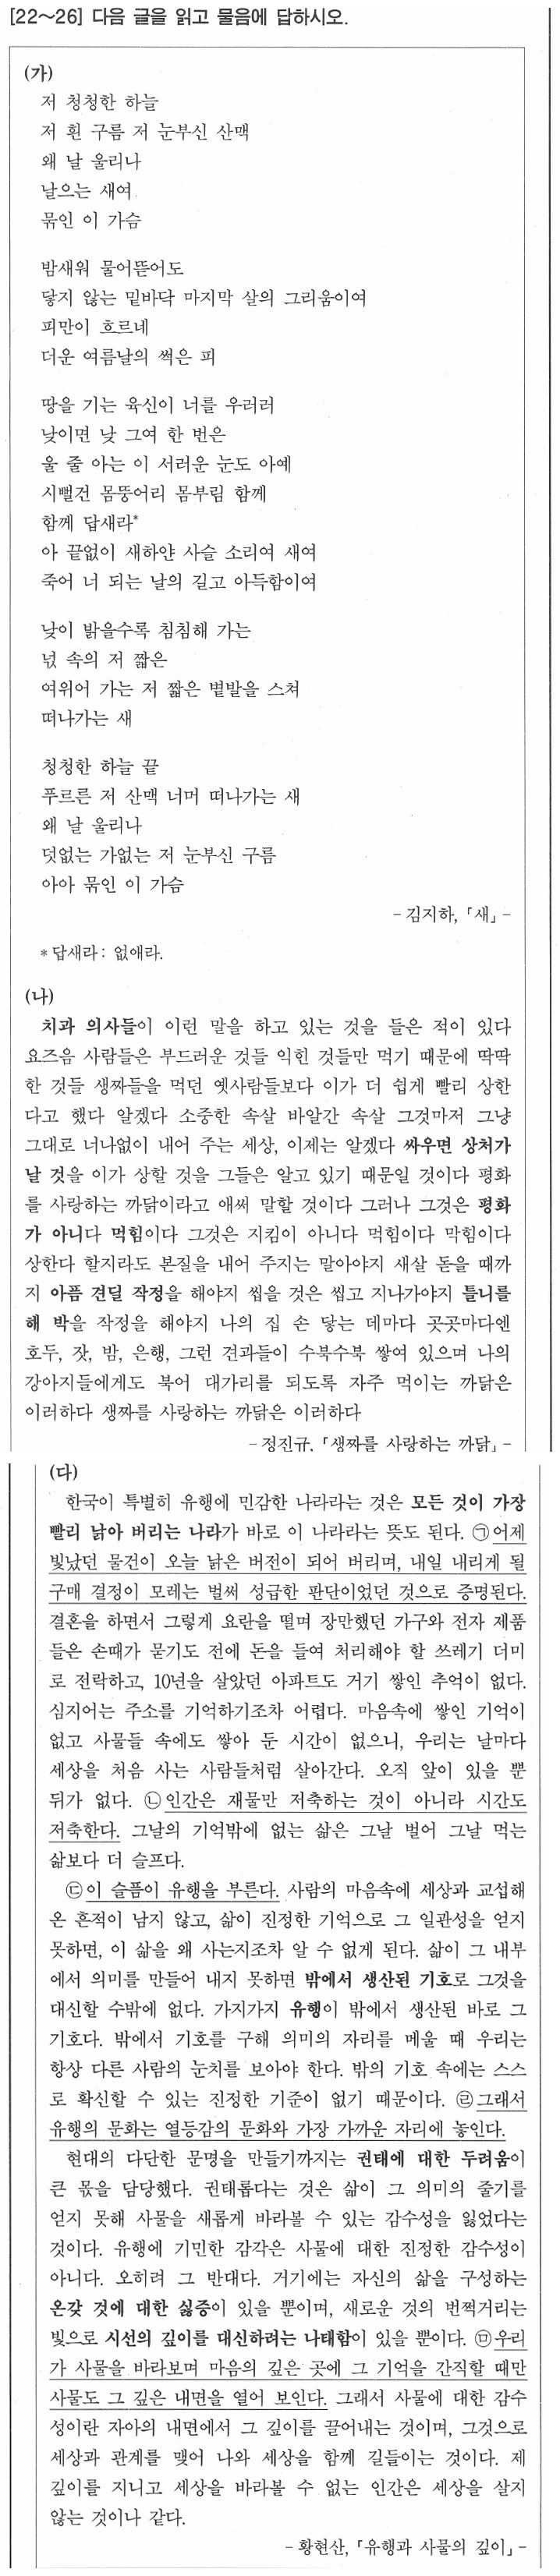 [22～26] 다음 글을 읽고 물음에 답하시오.
(가)
저 청청한 하늘
저 흰 구름 저 눈부신 산맥
왜 날 울리나
날으는 새여
묶인 이 가슴
밤새워 물어뜯어도
닿지 않는 밑바닥 마지막 살의 그리움이여
피만이 흐르네
더운 여름날의 썩은 피
땅을 기는 육신이 너를 우러러
낮이면 낮 그여 한 번은
울 줄 아는 이 서러운 눈도 아예
시뻘건 몸뚱어리 몸부림 함께
함께 답새라*
아 끝없이 새하얀 사슬 소리여 새여
죽어 너 되는 날의 길고 아득함이여
낮이 밝을수록 침침해 가는
넋 속의 저 짧은
여위어 가는 저 짧은 볕발을 스쳐
떠나가는 새
청청한 하늘 끝
푸르른 저 산맥 너머 떠나가는 새
왜 날 울리나
덧없는 가없는 저 눈부신 구름
아아 묶인 이 가슴
- 김지하, 「새」 -
* 답새라 : 없애라.
(나)
치과 의사들이 이런 말을 하고 있는 것을 들은 적이 있다
요즈음 사람들은 부드러운 것들 익힌 것들만 먹기 때문에 딱딱
한 것들 생짜들을 먹던 옛사람들보다 이가 더 쉽게 빨리 상한
다고 했다 알겠다 소중한 속살 바알간 속살 그것마저 그냥
그대로 너나없이 내어 주는 세상, 이제는 알겠다 싸우면 상처가
날 것을 이가 상할 것을 그들은 알고 있기 때문일 것이다 평화
를 사랑하는 까닭이라고 애써 말할 것이다 그러나 그것은 평화
가 아니다 먹힘이다 그것은 지킴이 아니다 먹힘이다 막힘이다
상한다 할지라도 본질을 내어 주지는 말아야지 새살 돋을 때까
지 아픔 견딜 작정을 해야지 씹을 것은 씹고 지나가야지 틀니를
해 박을 작정을 해야지 나의 집 손 닿는 데마다 곳곳마다엔
호두, 잣, 밤, 은행, 그런 견과들이 수북수북 쌓여 있으며 나의
강아지들에게도 북어 대가리를 되도록 자주 먹이는 까닭은
이러하다 생짜를 사랑하는 까닭은 이러하다
- 정진규, 「생짜를 사랑하는 까닭」 -
(다)
한국이 특별히 유행에 민감한 나라라는 것은 모든 것이 가장
빨리 낡아 버리는 나라가 바로 이 나라라는 뜻도 된다. ㉠어제
빛났던 물건이 오늘 낡은 버전이 되어 버리며, 내일 내리게 될
구매 결정이 모레는 벌써 성급한 판단이었던 것으로 증명된다.
결혼을 하면서 그렇게 요란을 떨며 장만했던 가구와 전자 제품
들은 손때가 묻기도 전에 돈을 들여 처리해야 할 쓰레기 더미
로 전락하고, 10년을 살았던 아파트도 거기 쌓인 추억이 없다.
심지어는 주소를 기억하기조차 어렵다. 마음속에 쌓인 기억이
없고 사물들 속에도 쌓아 둔 시간이 없으니, 우리는 날마다
세상을 처음 사는 사람들처럼 살아간다. 오직 앞이 있을 뿐
뒤가 없다. ㉡인간은 재물만 저축하는 것이 아니라 시간도
저축한다. 그날의 기억밖에 없는 삶은 그날 벌어 그날 먹는
삶보다 더 슬프다.
㉢이 슬픔이 유행을 부른다. 사람의 마음속에 세상과 교섭해
온 흔적이 남지 않고, 삶이 진정한 기억으로 그 일관성을 얻지
못하면, 이 삶을 왜 사는지조차 알 수 없게 된다. 삶이 그 내부
에서 의미를 만들어 내지 못하면 밖에서 생산된 기호로 그것을
대신할 수밖에 없다. 가지가지 유행이 밖에서 생산된 바로 그
기호다. 밖에서 기호를 구해 의미의 자리를 메울 때 우리는
항상 다른 사람의 눈치를 보아야 한다. 밖의 기호 속에는 스스
로 확신할 수 있는 진정한 기준이 없기 때문이다. ㉣그래서
유행의 문화는 열등감의 문화와 가장 가까운 자리에 놓인다.
현대의 다단한 문명을 만들기까지는 권태에 대한 두려움이
큰 몫을 담당했다. 권태롭다는 것은 삶이 그 의미의 줄기를
얻지 못해 사물을 새롭게 바라볼 수 있는 감수성을 잃었다는
것이다. 유행에 기민한 감각은 사물에 대한 진정한 감수성이
아니다. 오히려 그 반대다. 거기에는 자신의 삶을 구성하는
온갖 것에 대한 싫증이 있을 뿐이며, 새로운 것의 번쩍거리는
빛으로 시선의 깊이를 대신하려는 나태함이 있을 뿐이다. ㉤우리
가 사물을 바라보며 마음의 깊은 곳에 그 기억을 간직할 때만
사물도 그 깊은 내면을 열어 보인다. 그래서 사물에 대한 감수
성이란 자아의 내면에서 그 깊이를 끌어내는 것이며, 그것으로
세상과 관계를 맺어 나와 세상을 함께 길들이는 것이다. 제
깊이를 지니고 세상을 바라볼 수 없는 인간은 세상을 살지
않는 것이나 같다.
- 황현산, 「유행과 사물의 깊이」 -